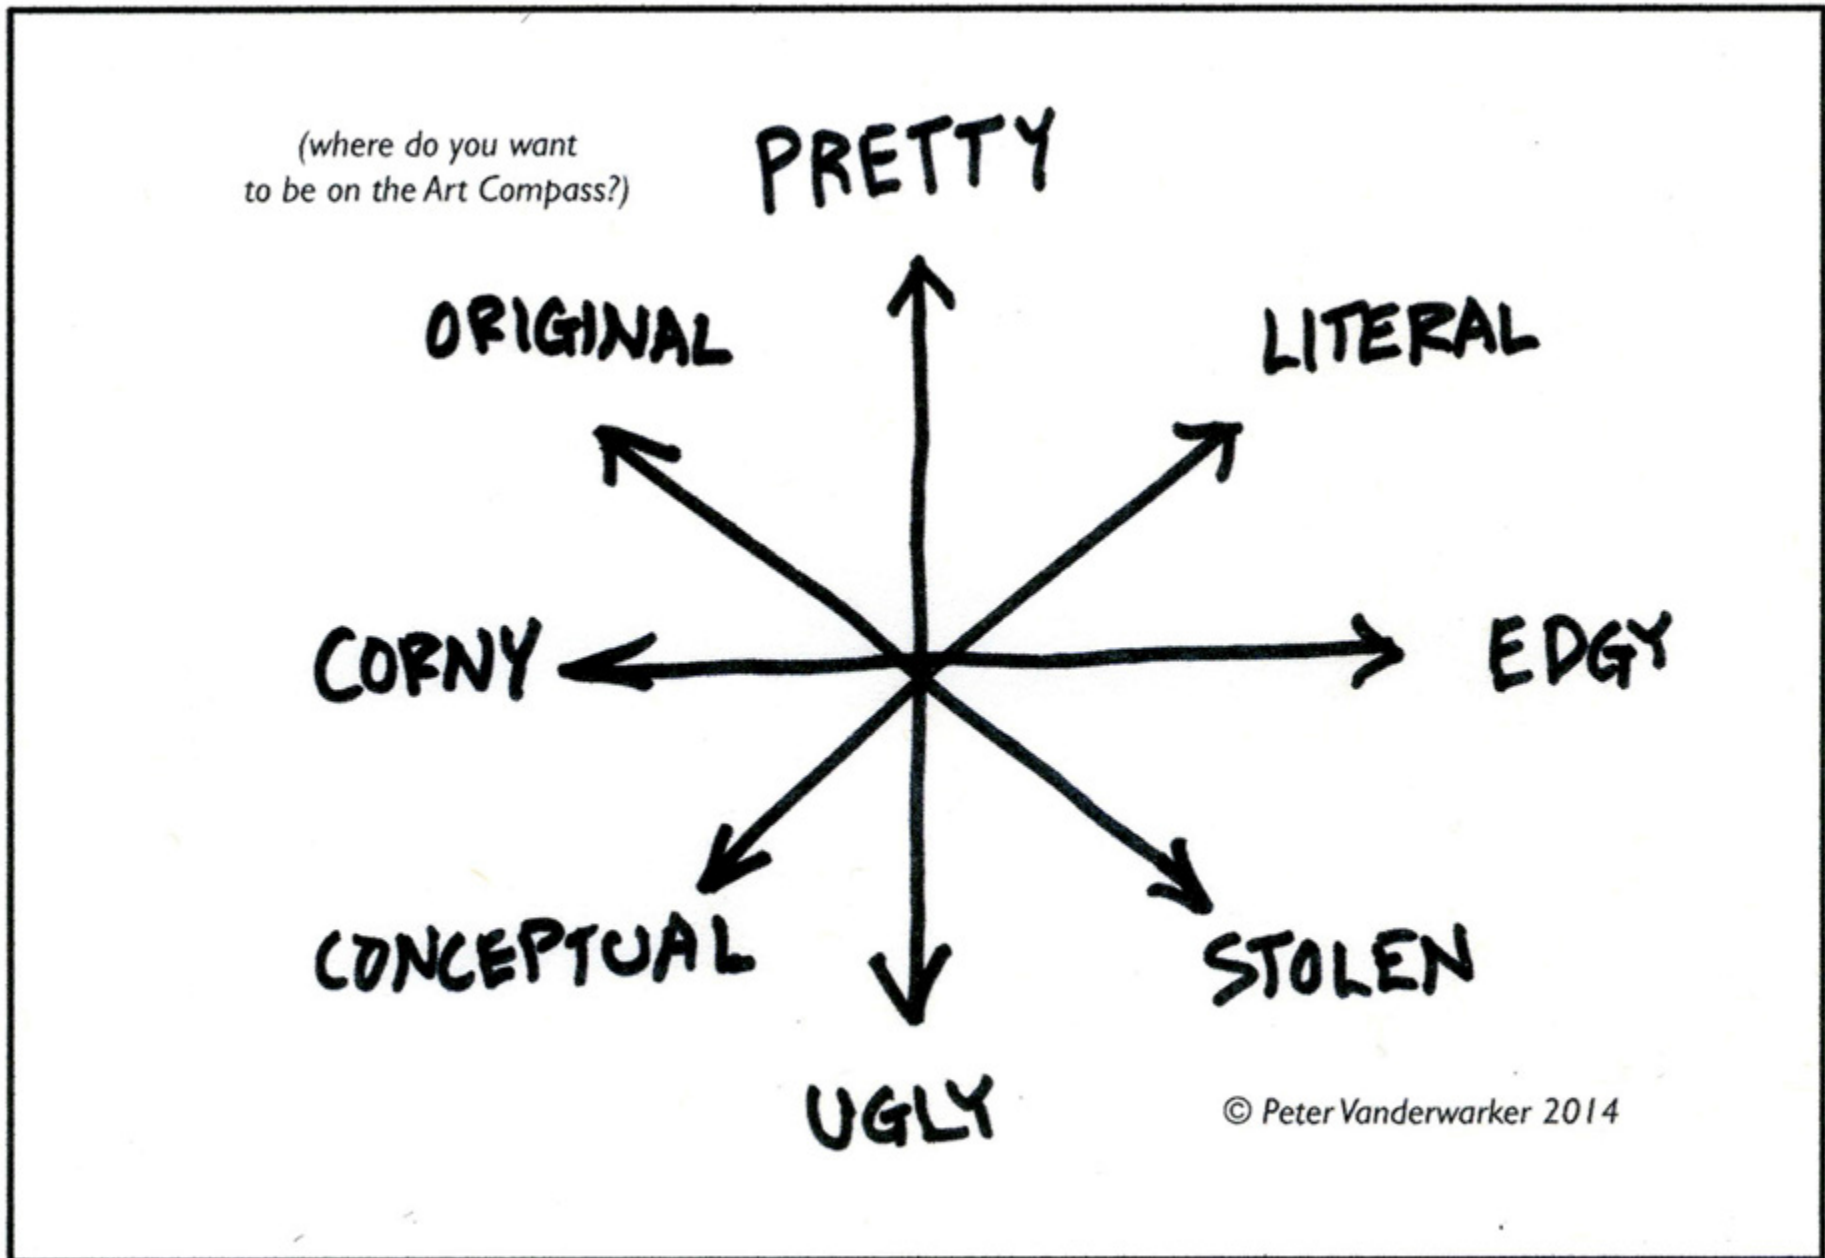 (where do you want
to be on the Art Compass?)
PRETTY
ORIGINAL
LITERAL
CORNY
EDGY
CONCEPTUAL
STOLEN
UGLY
© Peter Vanderwarker 2014